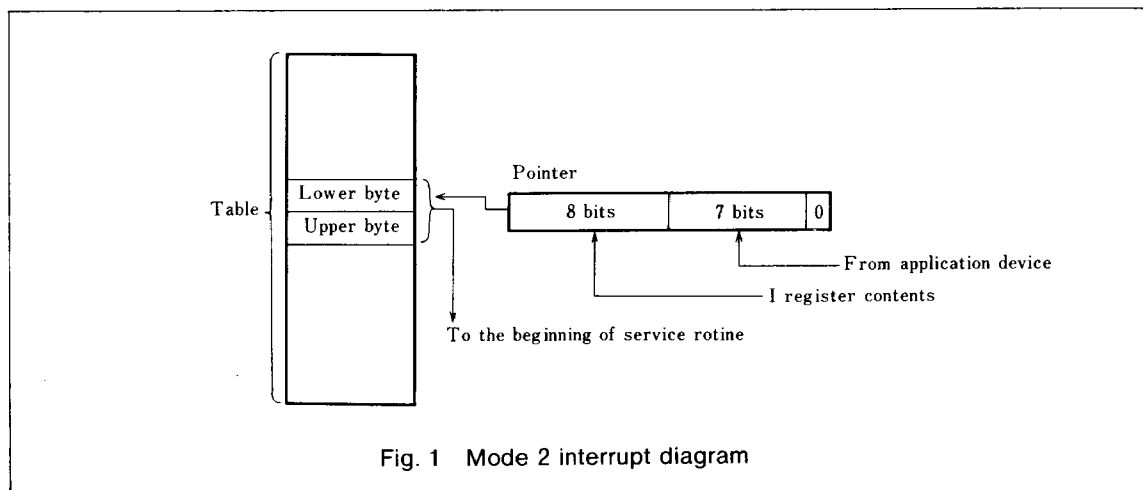 Pointer
Table
Lower byte
Upper byte
8 bits
7 bits
0
From application device
I register contents
To the beginning of service rotine
Fig. 1 Mode 2 interrupt diagram